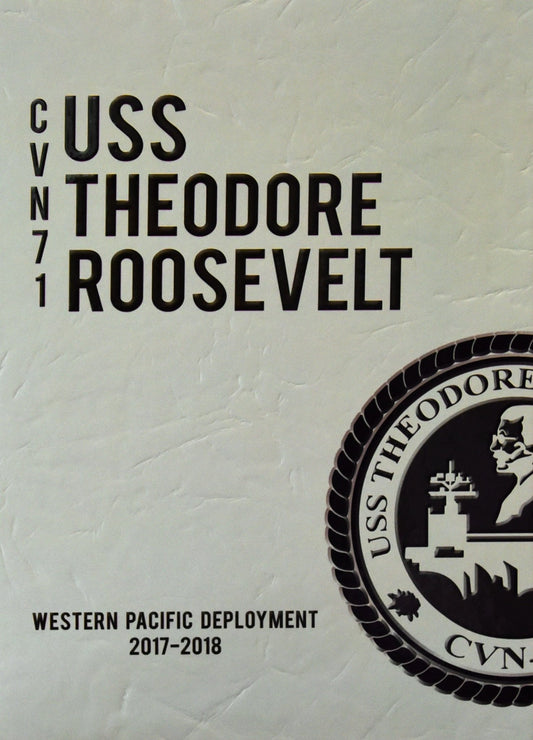 CVN71
USS
THEODORE
ROOSEVELT
USS THEODORE
CVN-
WESTERN PACIFIC DEPLOYMENT
2017-2018